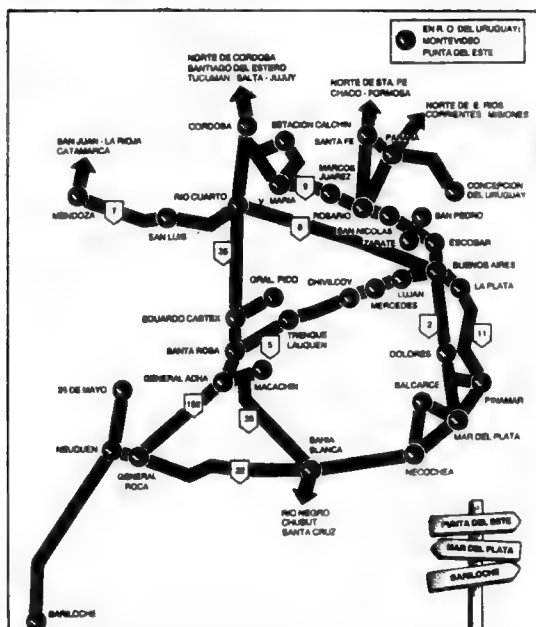 EN R. O DEL URUGUAY:
MONTEVIDEO
PUNTA DEL ESTE
NORTE DE CORDOBA
SANTIAGO DEL ESTERO
TUCUMAN SALTA - JUJUY
NORTE DE STA. FE
CHACO - FORMOSA
NORTE DE E. RIOS
CORRIENTES MISIONES
CORDOBA
ESTACION CALCHIN
SANTA FE
PARANA
SAN JUAN - LA RIOJA
CATAMARCA
MARCOS
JUAREZ
9
V. MARIA
CONCEPCION
DEL URUGUAY
MENDOZA
7
SAN LUIS
RIO CUARTO
ROSARIO
SAN PEDRO
8
SAN NICOLAS
ZARATE
ESCOBAR
BUENOS AIRES
GRAL. PICO
CHIVILCOY
MERCEDES
LUJAN
LA PLATA
EDUARDO CASTEX
5
TRENQUE
LAUQUEN
2
11
SANTA ROSA
DOLORES
GENERAL ACHA
MACACHIN
BALCARCE
PINAMAR
25 DE MAYO
MAR DEL PLATA
NEUQUEN
GENERAL
ROCA
22
BAHIA
BLANCA
NECOCHEA
RIO NEGRO
CHUBUT
SANTA CRUZ
PUNTA DEL ESTE
MAR DEL PLATA
BARILOCHE
BARILOCHE